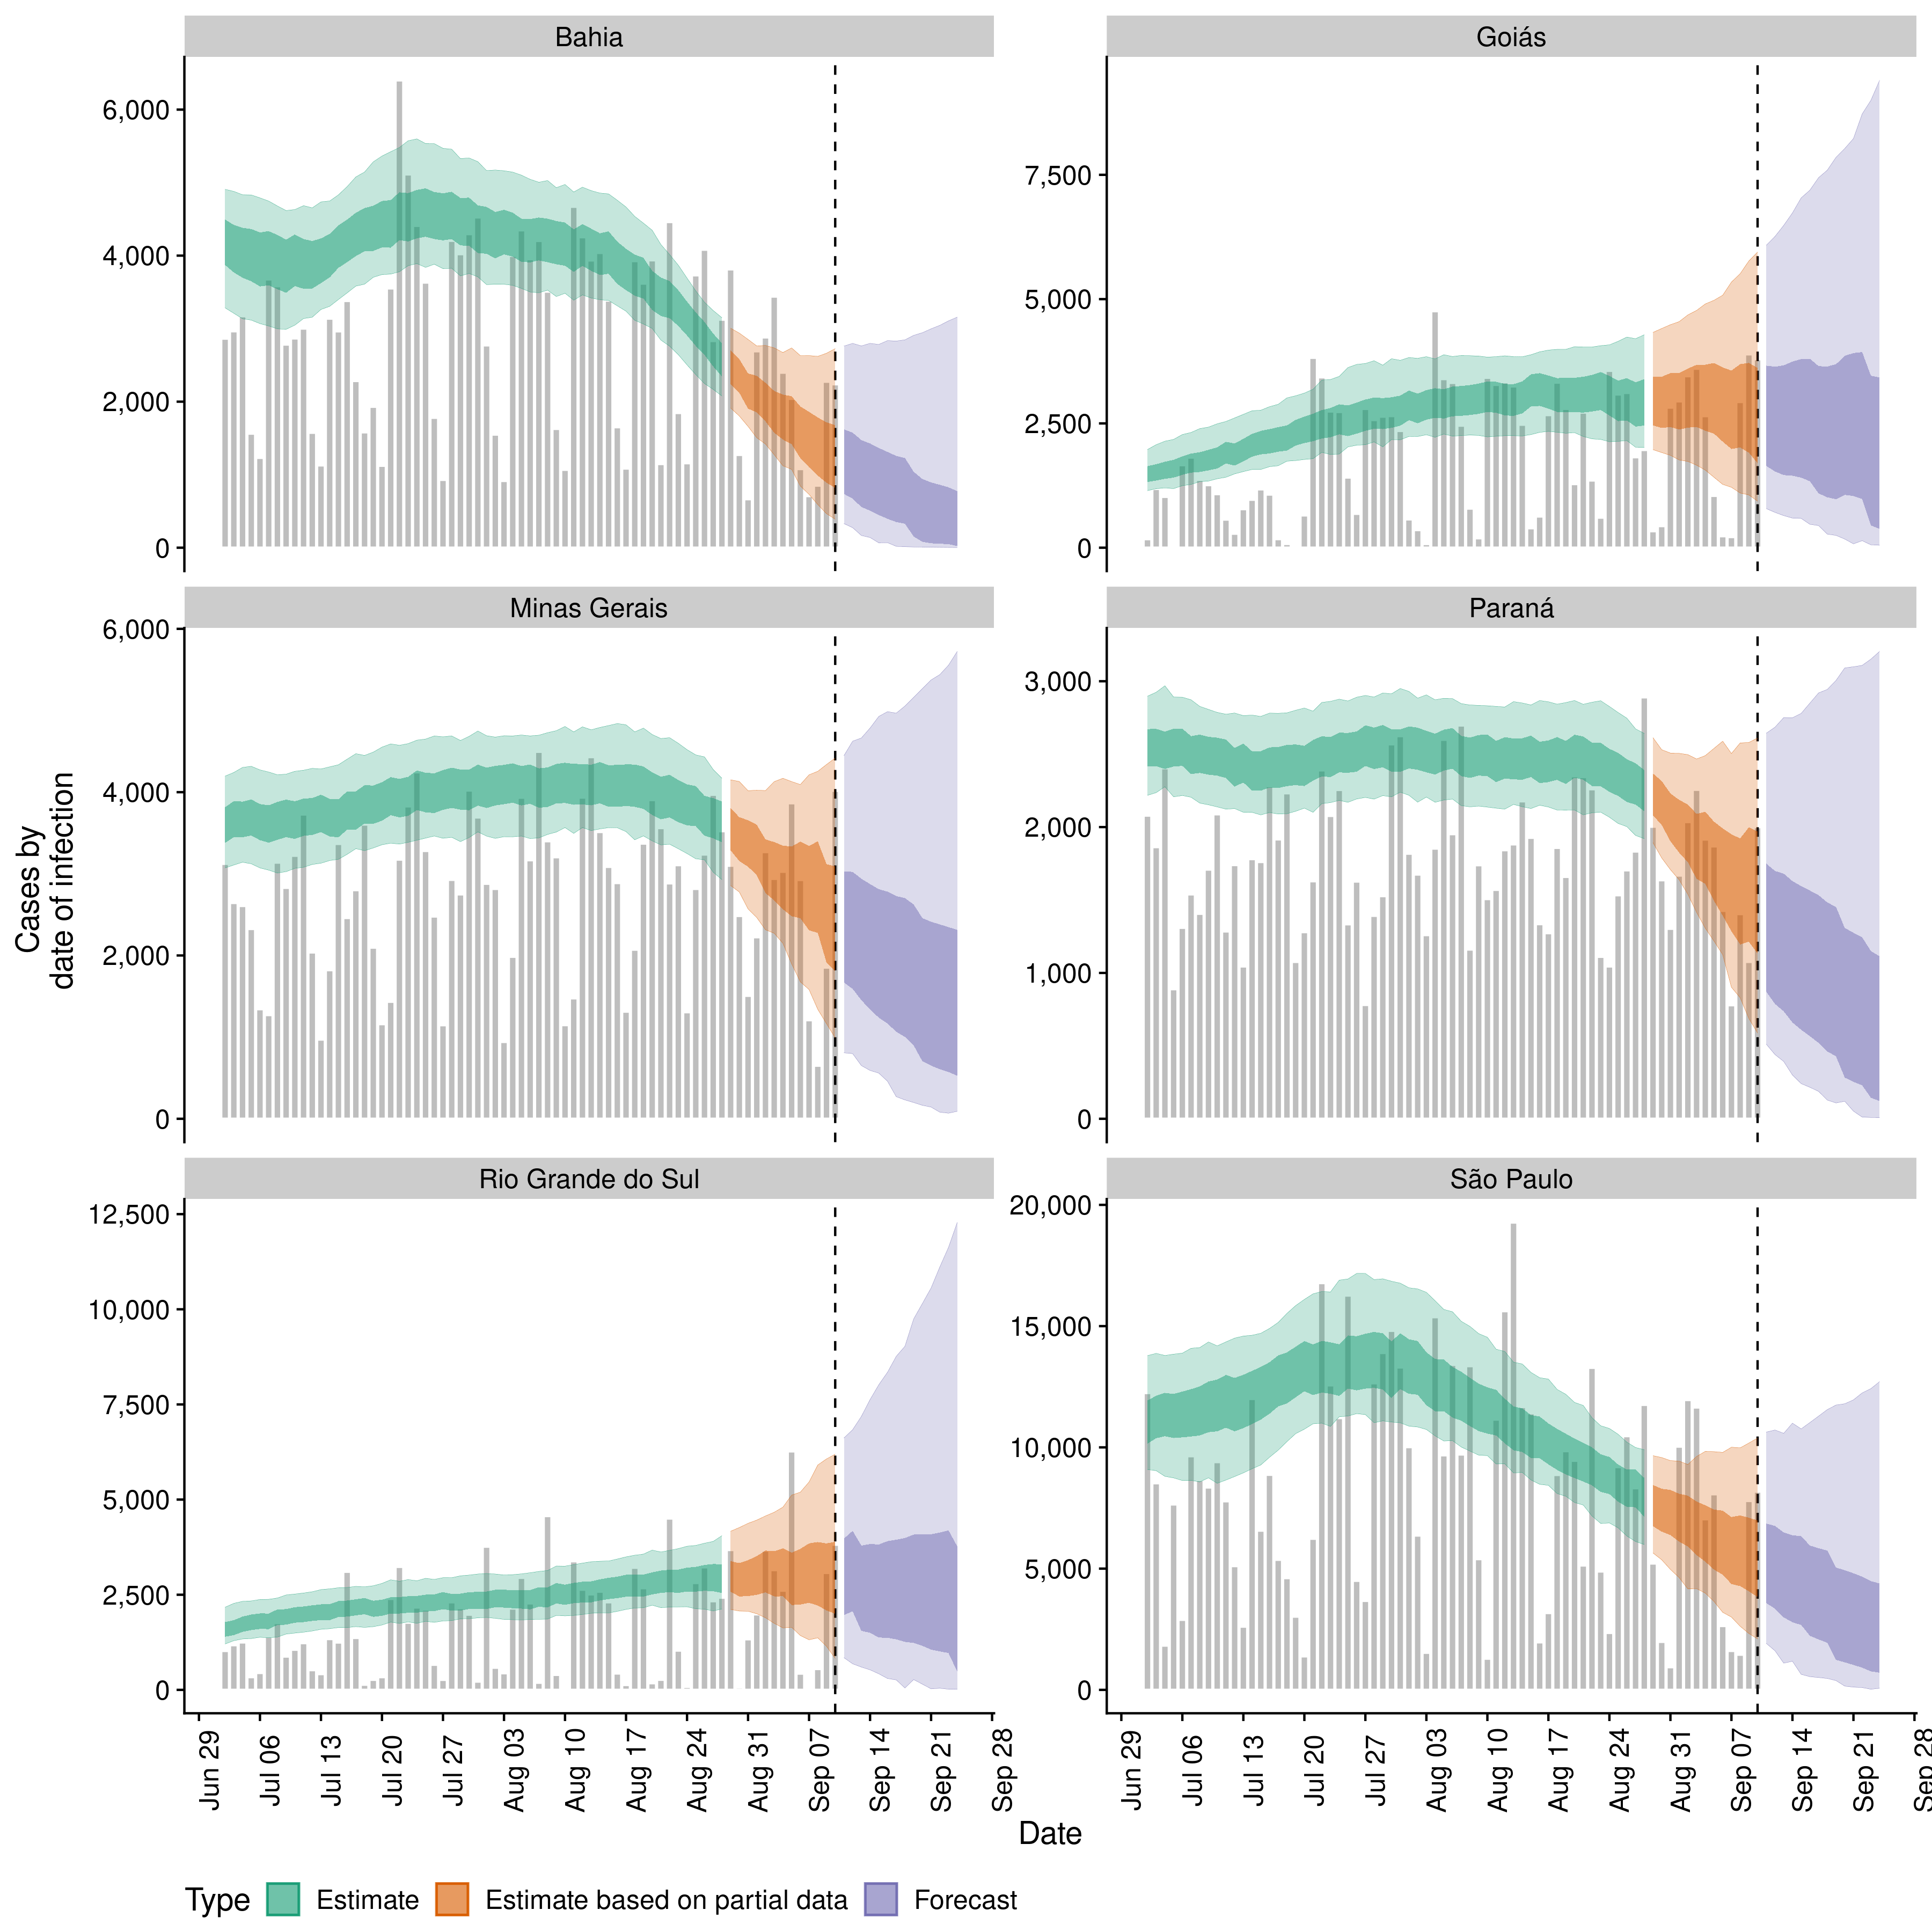 Bahia
Goiás
6,000
4,000
2,000
0
7,500
5,000
2,500
0
Minas Gerais
Paraná
6,000
4,000
2,000
0
3,000
2,000
1,000
0
Rio Grande do Sul
São Paulo
12,500
10,000
7,500
5,000
2,500
0
20,000
15,000
10,000
5,000
0
Cases by
date of infection
Jun 29
Jul 06
Jul 13
Jul 20
Jul 27
Aug 03
Aug 10
Aug 17
Aug 24
Aug 31
Sep 07
Sep 14
Sep 21
Sep 28
Jun 29
Jul 06
Jul 13
Jul 20
Jul 27
Aug 03
Aug 10
Aug 17
Aug 24
Aug 31
Sep 07
Sep 14
Sep 21
Sep 28
Date
Type Estimate Estimate based on partial data Forecast